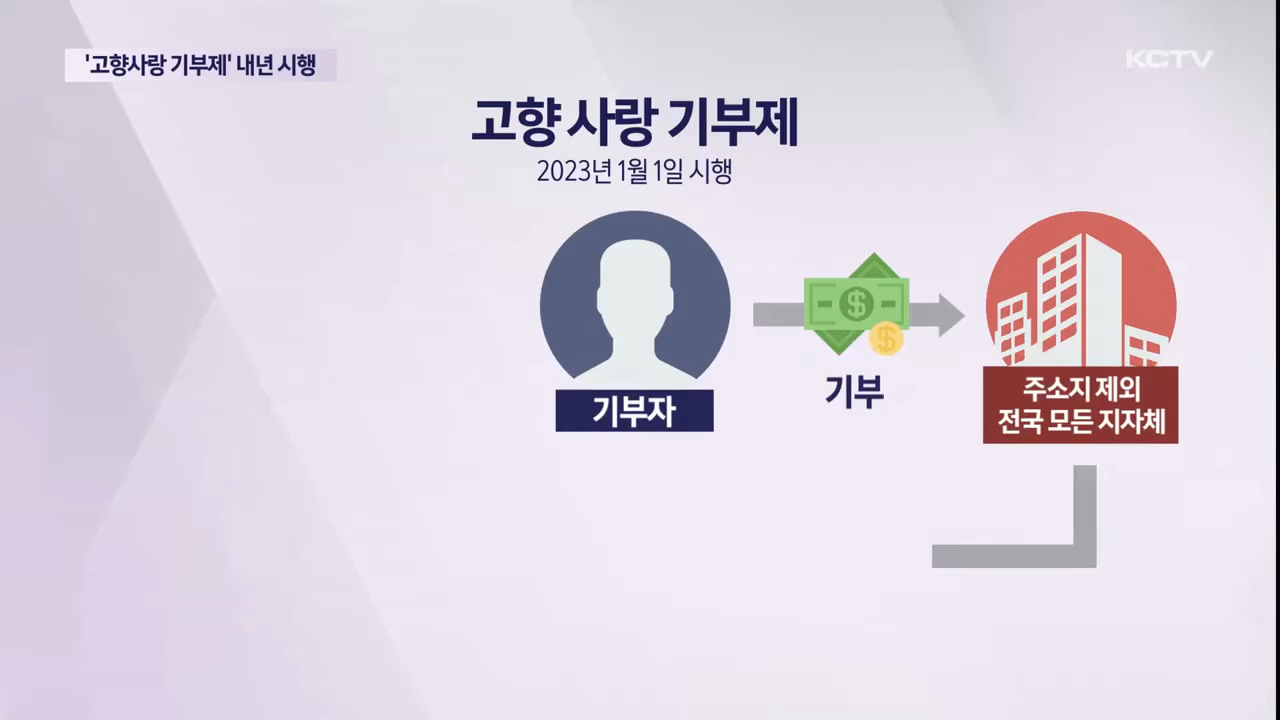 '고향사랑 기부제' 내년 시행
KCTV
고향 사랑 기부제
2023년 1월 1일 시행
기부자
기부
주소지 제외
전국 모든 지자체